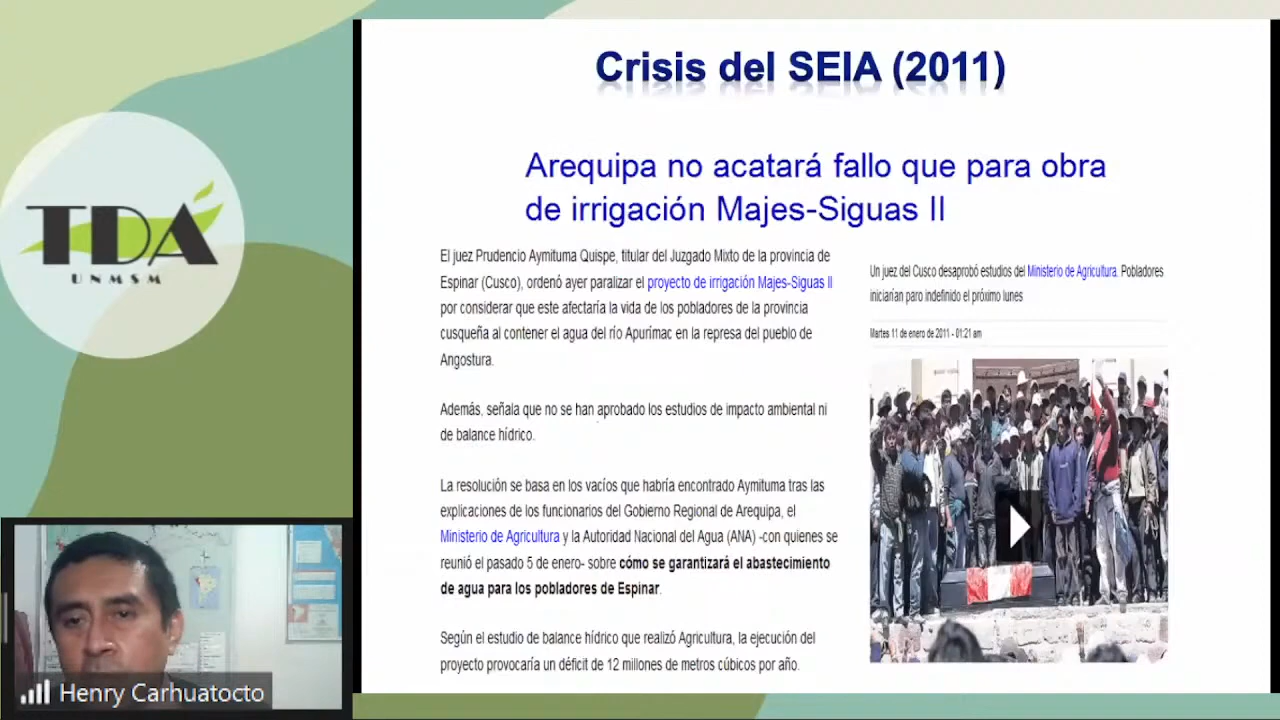 Crisis del SEIA (2011)
Arequipa no acatará fallo que para obra
de irrigación Majes-Siguas II
El juez Prudencio Aymituma Quispe, titular del Juzgado Mixto de la provincia de
Espinar (Cusco), ordenó ayer paralizar el proyecto de irrigación Majes-Siguas II
por considerar que este afectaría la vida de los pobladores de la provincia
cusqueña al contener el agua del río Apurímac en la represa del pueblo de
Angostura.
Además, señala que no se han aprobado los estudios de impacto ambiental ni
de balance hídrico.
La resolución se basa en los vacíos que habría encontrado Aymituma tras las
explicaciones de los funcionarios del Gobierno Regional de Arequipa, el
Ministerio de Agricultura y la Autoridad Nacional del Agua (ANA) -con quienes se
reunió el pasado 5 de enero- sobre cómo se garantizará el abastecimiento
de agua para los pobladores de Espinar.
Según el estudio de balance hídrico que realizó Agricultura, la ejecución del
proyecto provocaría un déficit de 12 millones de metros cúbicos por año.
Un juez del Cusco desaprobó estudios del Ministerio de Agricultura. Pobladores
iniciarían paro indefinido el próximo lunes
Martes 11 de enero de 2011 - 01:21 am
TDA
UNMSM
Henry Carhuatocto